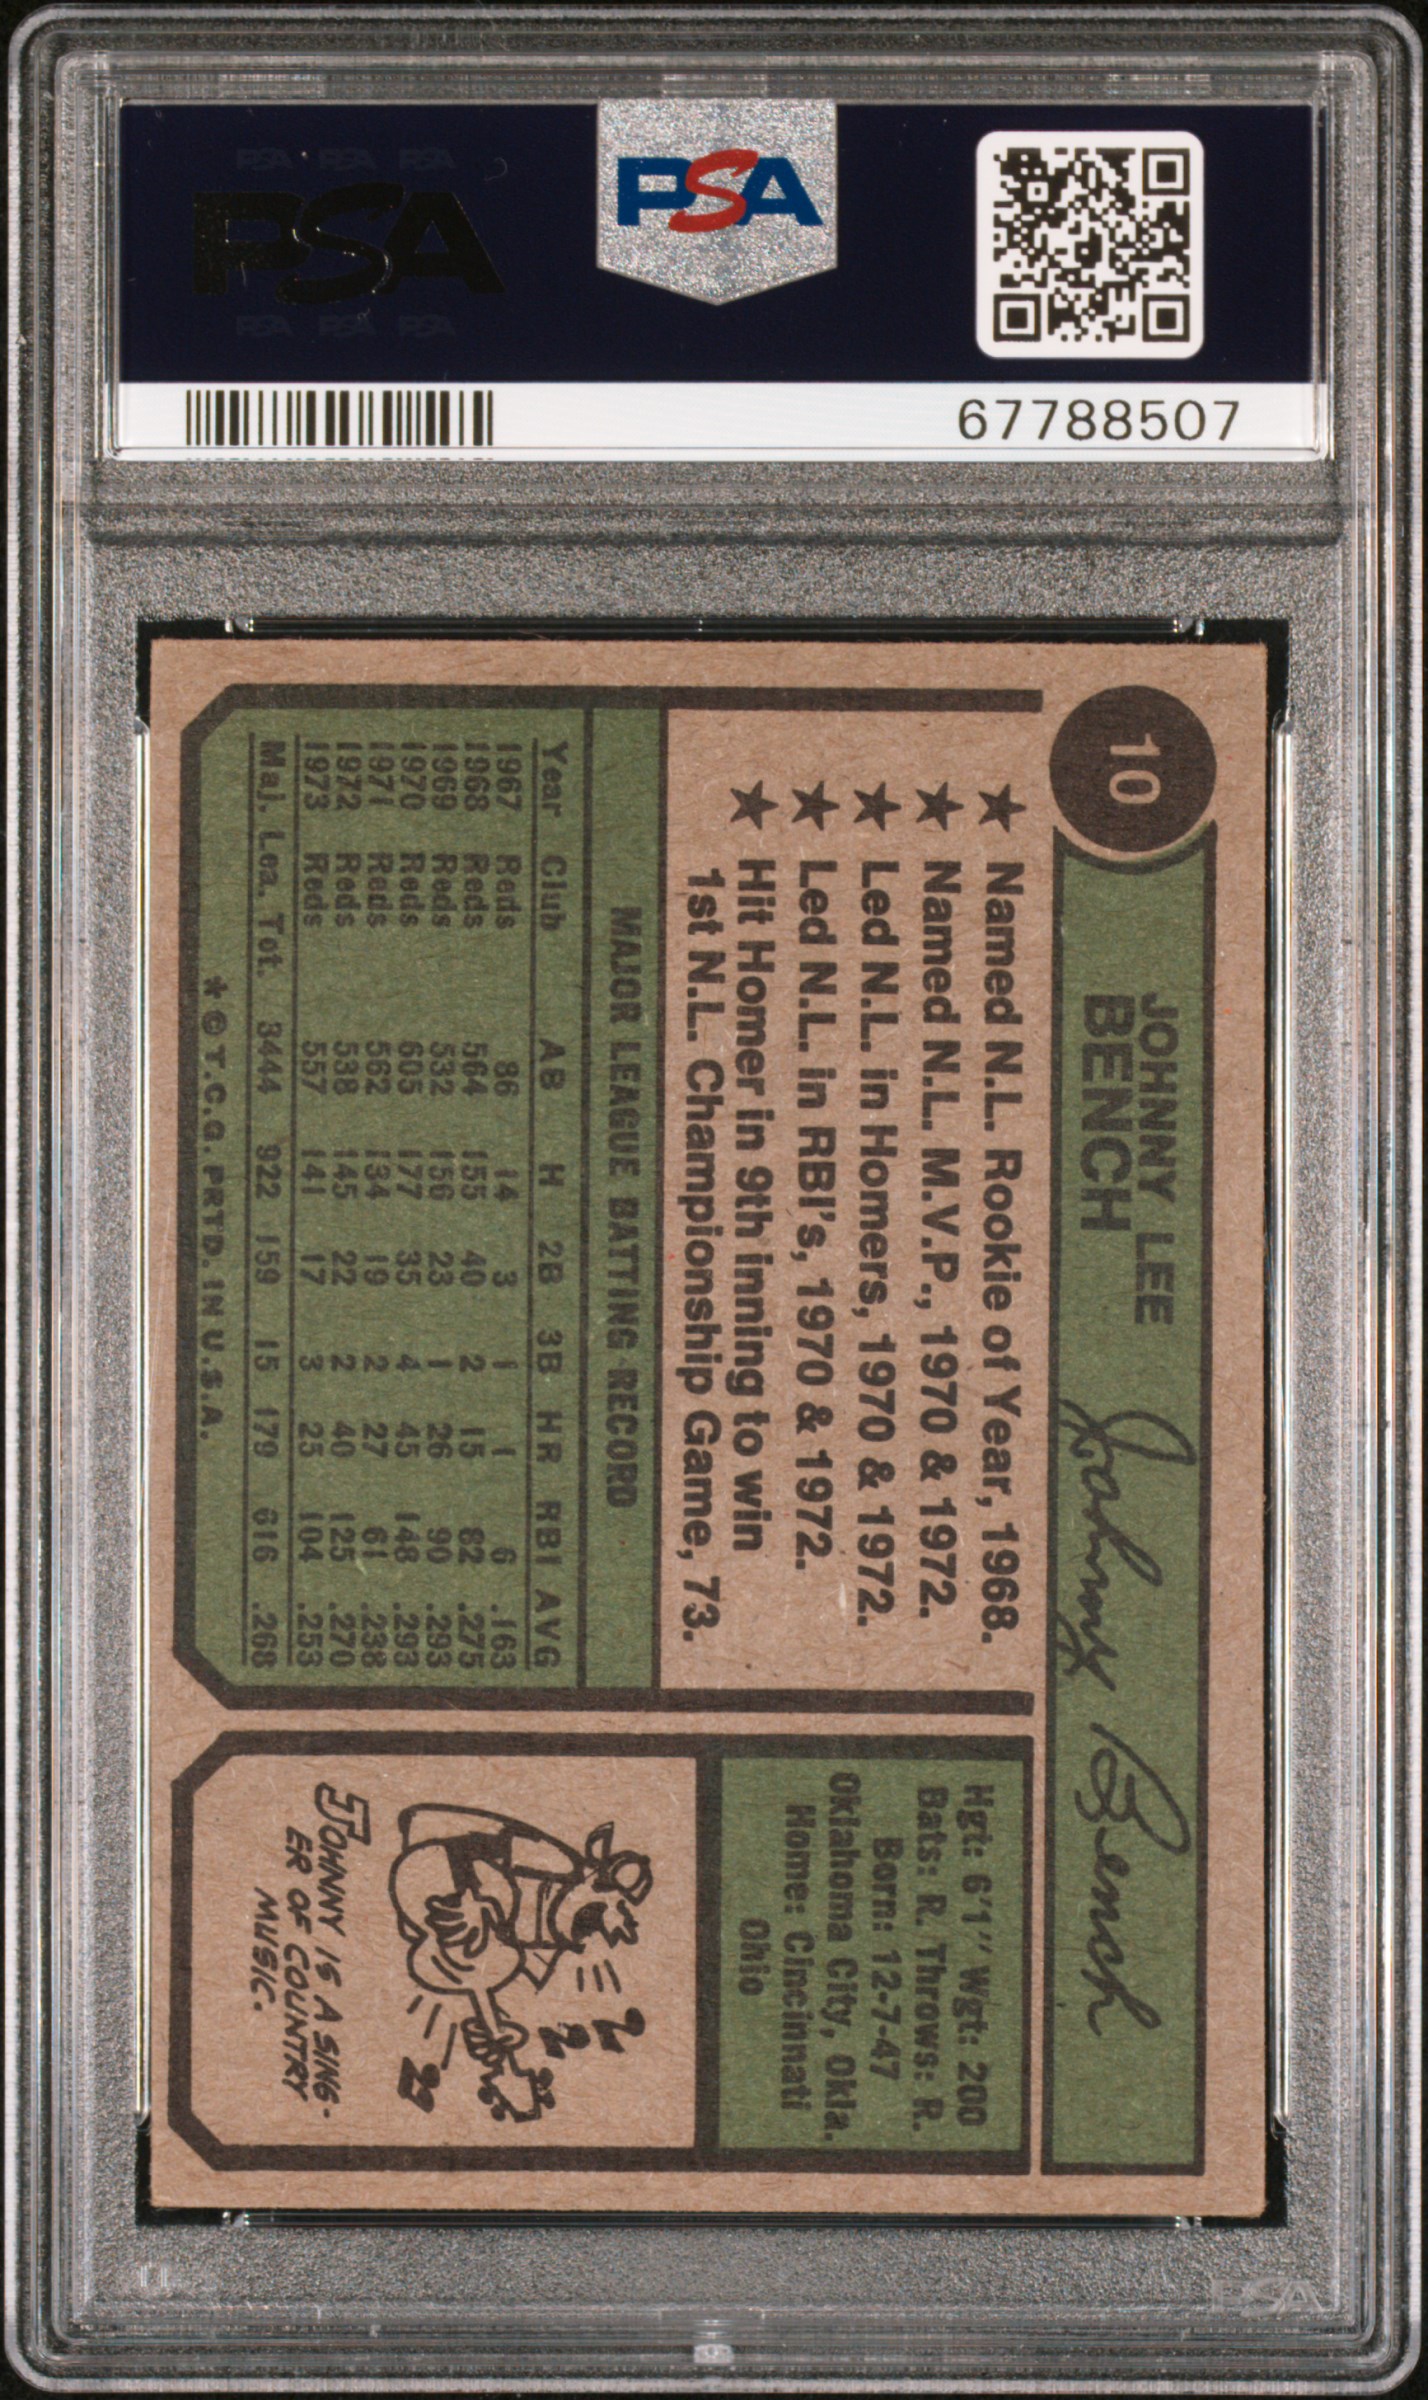 PSA PSA PSA
PSA
PSA PSA PSA
PSA
67788507
10
JOHNNY LEE
BENCH
Johnny Bench
★ Named N.L. Rookie of Year, 1968.
★ Named N.L. M.V.P., 1970 & 1972.
★ Led N.L. in Homers, 1970 & 1972.
★ Led N.L. in RBI's, 1970 & 1972.
★ Hit Homer in 9th inning to win
1st N.L. Championship Game, 73.
MAJOR LEAGUE BATTING RECORD
Year Club AB H 2B 3B HR RBI AVG
1967 Reds 86 14 3 1 1 6 .163
1968 Reds 564 155 40 2 15 82 .275
1969 Reds 532 156 23 1 26 90 .293
1970 Reds 605 177 35 4 45 148 .293
1971 Reds 562 134 19 2 27 61 .238
1972 Reds 538 145 22 2 40 125 .270
1973 Reds 557 141 17 3 25 104 .253
Maj. Lea. Tot. 3444 922 159 15 179 616 .268
* © T.C.G. PRTD. IN U.S.A.
Hgt: 6'1" Wgt: 200
Bats: R. Throws: R.
Born: 12-7-47
Oklahoma City, Okla.
Home: Cincinnati
Ohio
JOHNNY IS A SING-
ER OF COUNTRY
MUSIC.
PSA